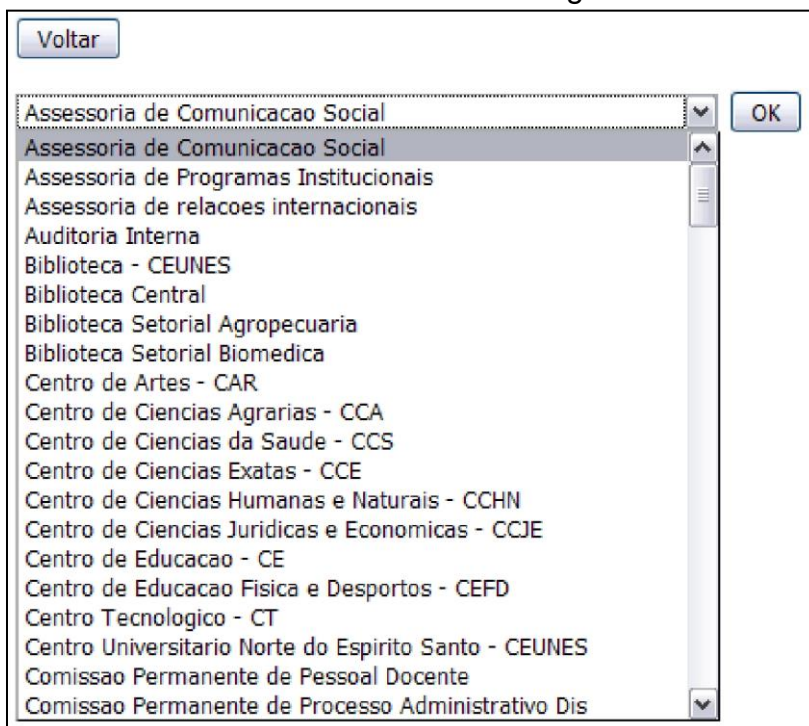 Voltar
Assessoria de Comunicacao Social OK
Assessoria de Comunicacao Social
Assessoria de Programas Institucionais
Assessoria de relacoes internacionais
Auditoria Interna
Biblioteca - CEUNES
Biblioteca Central
Biblioteca Setorial Agropecuaria
Biblioteca Setorial Biomedica
Centro de Artes - CAR
Centro de Ciencias Agrarias - CCA
Centro de Ciencias da Saude - CCS
Centro de Ciencias Exatas - CCE
Centro de Ciencias Humanas e Naturais - CCHN
Centro de Ciencias Juridicas e Economicas - CCJE
Centro de Educacao - CE
Centro de Educacao Fisica e Desportos - CEFD
Centro Tecnologico - CT
Centro Universitario Norte do Espirito Santo - CEUNES
Comissao Permanente de Pessoal Docente
Comissao Permanente de Processo Administrativo Dis